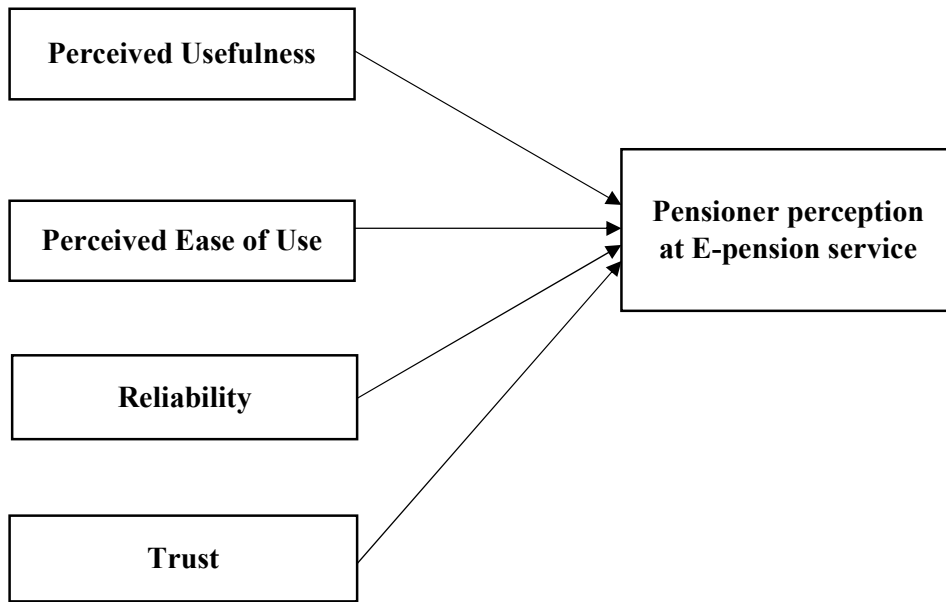 Perceived Usefulness
Perceived Ease of Use
Reliability
Trust
Pensioner perception
at E-pension service